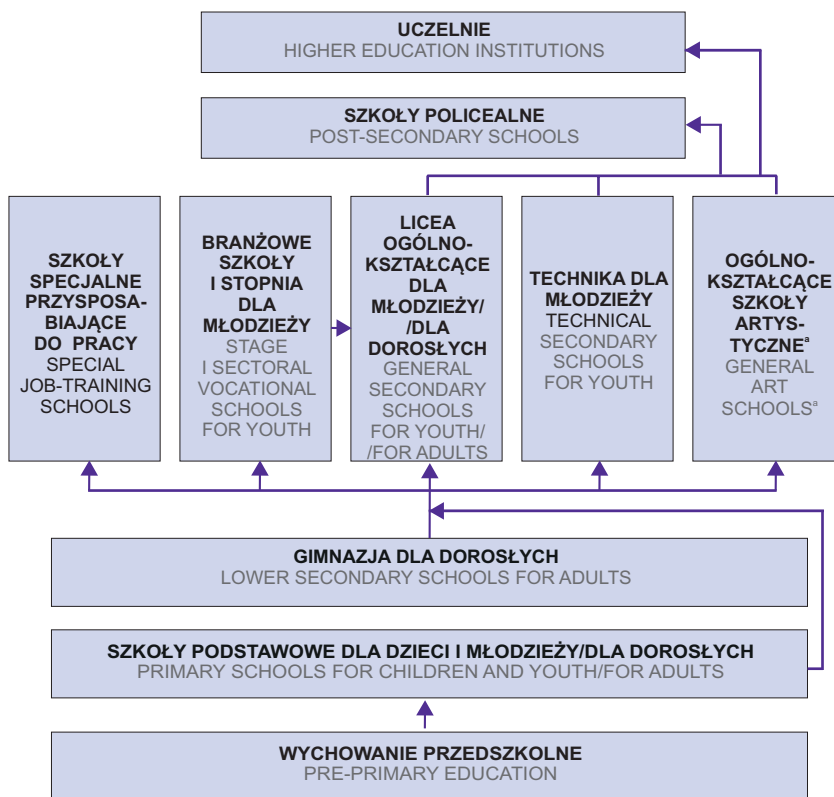 UCZELNIE
HIGHER EDUCATION INSTITUTIONS
SZKOŁY POLICEALNE
POST-SECONDARY SCHOOLS
SZKOŁY
SPECJALNE
PRZYSPOSA-
BIAJĄCE
DO PRACY
SPECIAL
JOB-TRAINING
SCHOOLS
BRANŻOWE
SZKOŁY
I STOPNIA
DLA
MŁODZIEŻY
STAGE
I SECTORAL
VOCATIONAL
SCHOOLS
FOR YOUTH
LICEA
OGÓLNO-
KSZTAŁCĄCE
DLA
MŁODZIEŻY/
/DLA
DOROSŁYCH
GENERAL
SECONDARY
SCHOOLS
FOR YOUTH/
/FOR ADULTS
TECHNIKA DLA
MŁODZIEŻY
TECHNICAL
SECONDARY
SCHOOLS
FOR YOUTH
OGÓLNO-
KSZTAŁCĄCE
SZKOŁY
ARTYS-
TYCZNEª
GENERAL
ART
SCHOOLSª
GIMNAZJA DLA DOROSŁYCH
LOWER SECONDARY SCHOOLS FOR ADULTS
SZKOŁY PODSTAWOWE DLA DZIECI I MŁODZIEŻY/DLA DOROSŁYCH
PRIMARY SCHOOLS FOR CHILDREN AND YOUTH/FOR ADULTS
WYCHOWANIE PRZEDSZKOLNE
PRE-PRIMARY EDUCATION